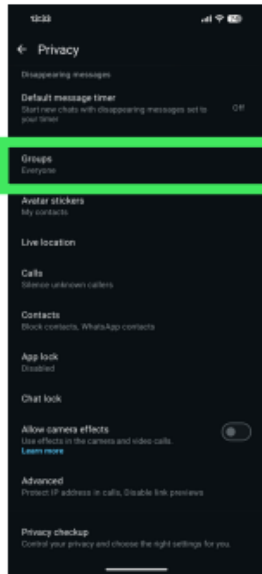 12:33
Privacy
Disappearing messages
Default message timer
Start new chats with disappearing messages set to
your timer
Off
Groups
Everyone
Avatar stickers
My contacts
Live location
Calls
Silence unknown callers
Contacts
Block contacts, WhatsApp contacts
App lock
Disabled
Chat lock
Allow camera effects
Use effects in the camera and video calls.
Learn more
Advanced
Protect IP address in calls, Disable link previews
Privacy checkup
Control your privacy and choose the right settings for you.